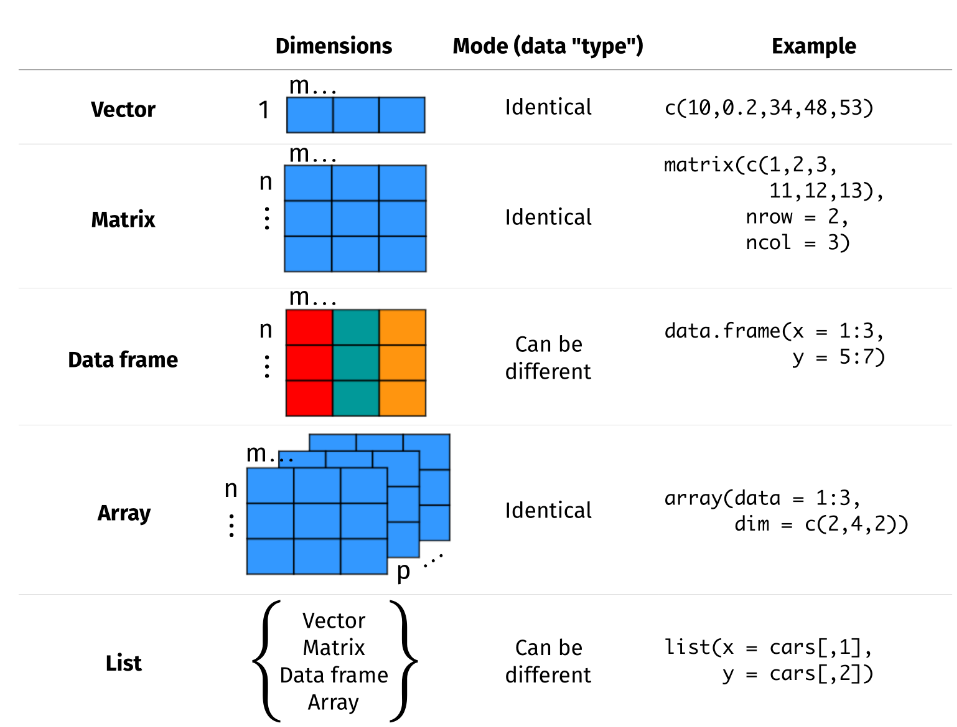 Dimensions Mode (data "type") Example
m...
Vector 1 Identical c(10,0.2,34,48,53)
m...
n
⋮
Matrix Identical matrix(c(1,2,3,
11,12,13),
nrow = 2,
ncol = 3)
m...
n
⋮
Data frame Can be
different data.frame(x = 1:3,
y = 5:7)
m...
n
⋮
p ...
Array Identical array(data = 1:3,
dim = c(2,4,2))
List { Vector
Matrix
Data frame
Array } Can be
different list(x = cars[,1],
y = cars[,2])